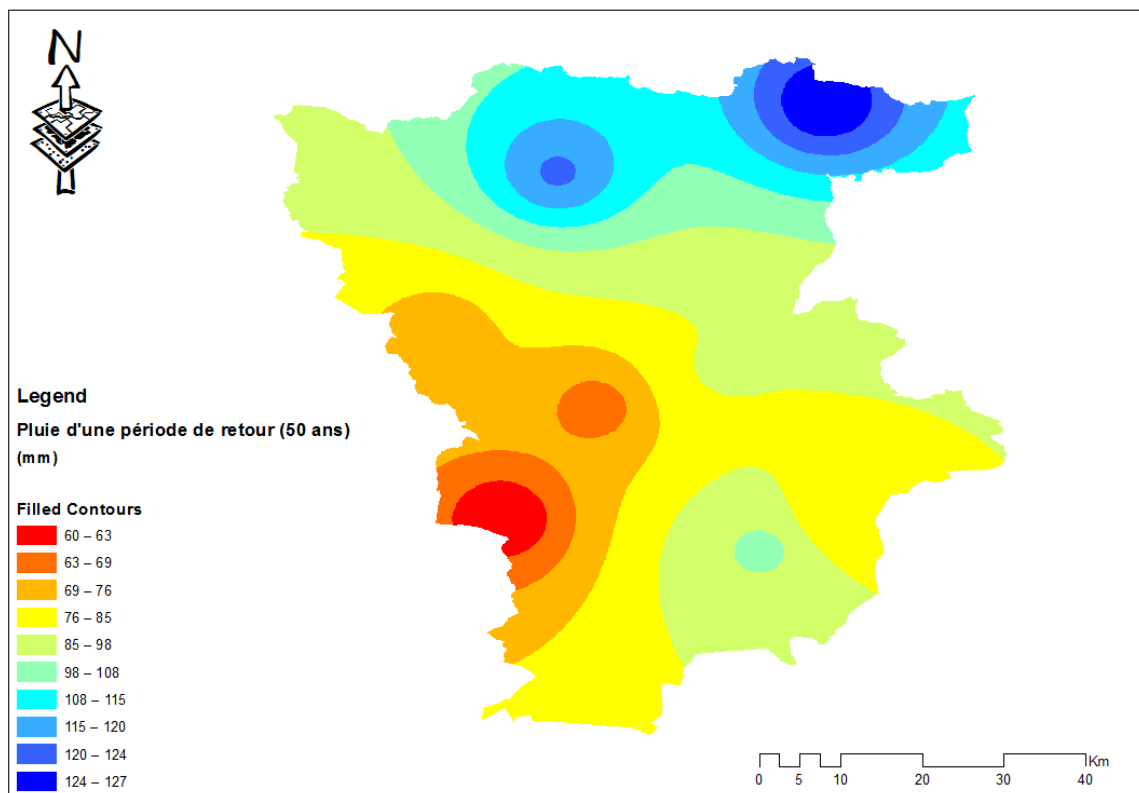 N
Legend
Pluie d'une période de retour (50 ans)
(mm)
Filled Contours
60 – 63
63 – 69
69 – 76
76 – 85
85 – 98
98 – 108
108 – 115
115 – 120
120 – 124
124 – 127
Km
0 5 10 20 30 40